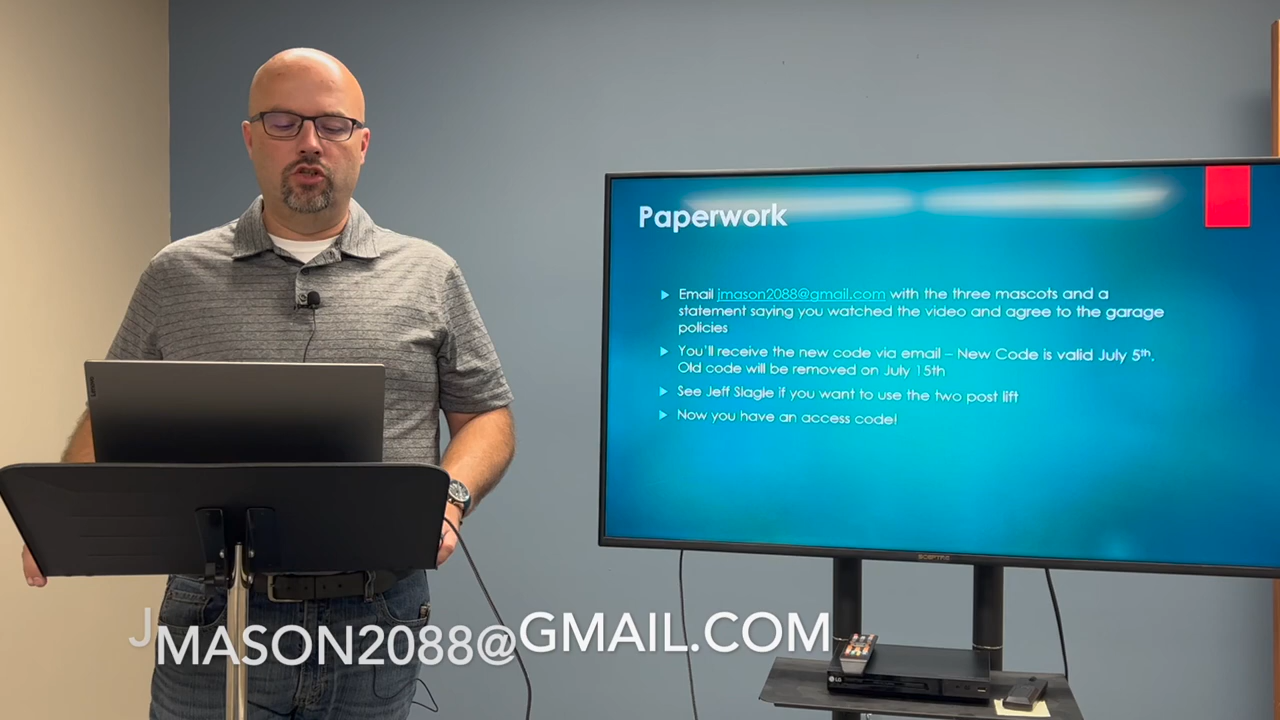 Paperwork
Email jmason2088@gmail.com with the three mascots and a
statement saying you watched the video and agree to the garage
policies
You'll receive the new code via email – New Code is valid July 5th.
Old code will be removed on July 15th
See Jeff Slagle if you want to use the two post lift
Now you have an access code!
Lenovo
SCEPTRE
LG
JMASON2088@GMAIL.COM